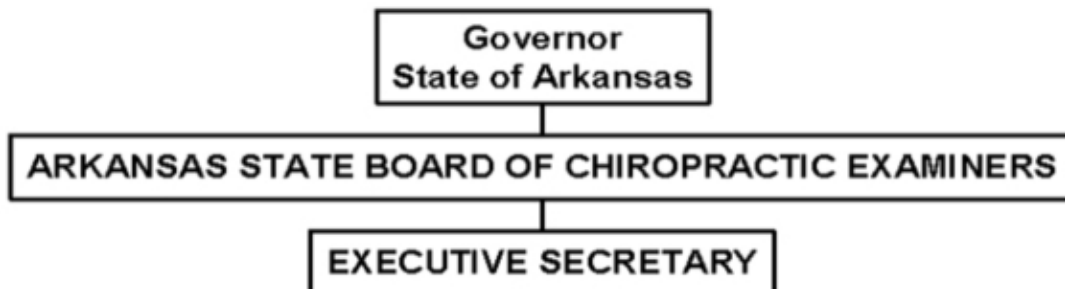 Governor
State of Arkansas
ARKANSAS STATE BOARD OF CHIROPRACTIC EXAMINERS
EXECUTIVE SECRETARY